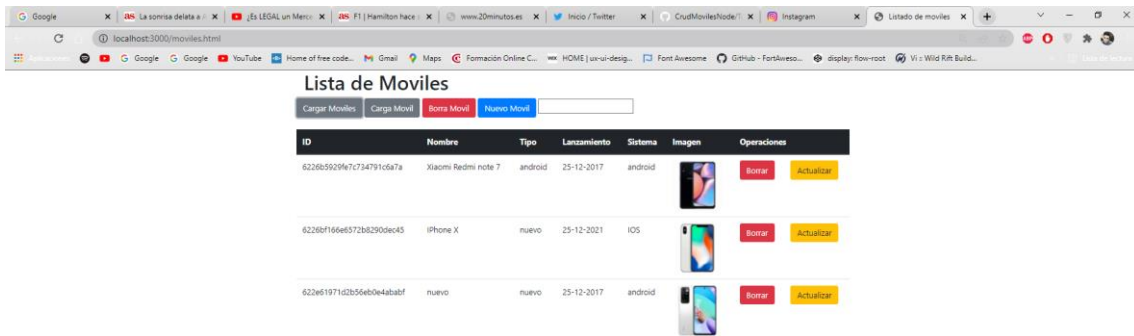 Google
La sonrisa delata a
¿Es LEGAL un Merce
F1 | Hamilton hace
www.20minutos.es
Inicio / Twitter
CrudMovilesNode/
Instagram
Listado de moviles
localhost:3000/moviles.html
Google
Google
YouTube
Home of free code...
Gmail
Maps
Formación Online C...
HOME | ux-ui-desig...
Font Awesome
GitHub - FortAweso...
display: flow-root
Wild Rift Build...
Lista de Moviles
Cargar Moviles Carga Movil Borra Movil Nuevo Movil
ID Nombre Tipo Lanzamiento Sistema Imagen Operaciones
6226b5929fe7c734791c6a7a Xiaomi Redmi note 7 android 25-12-2017 android Borrar Actualizar
6226bf166e6572b8290dec45 iPhone X nuevo 25-12-2021 IOS Borrar Actualizar
622e61971d2b56eb0e4ababf nuevo nuevo 25-12-2017 android Borrar Actualizar